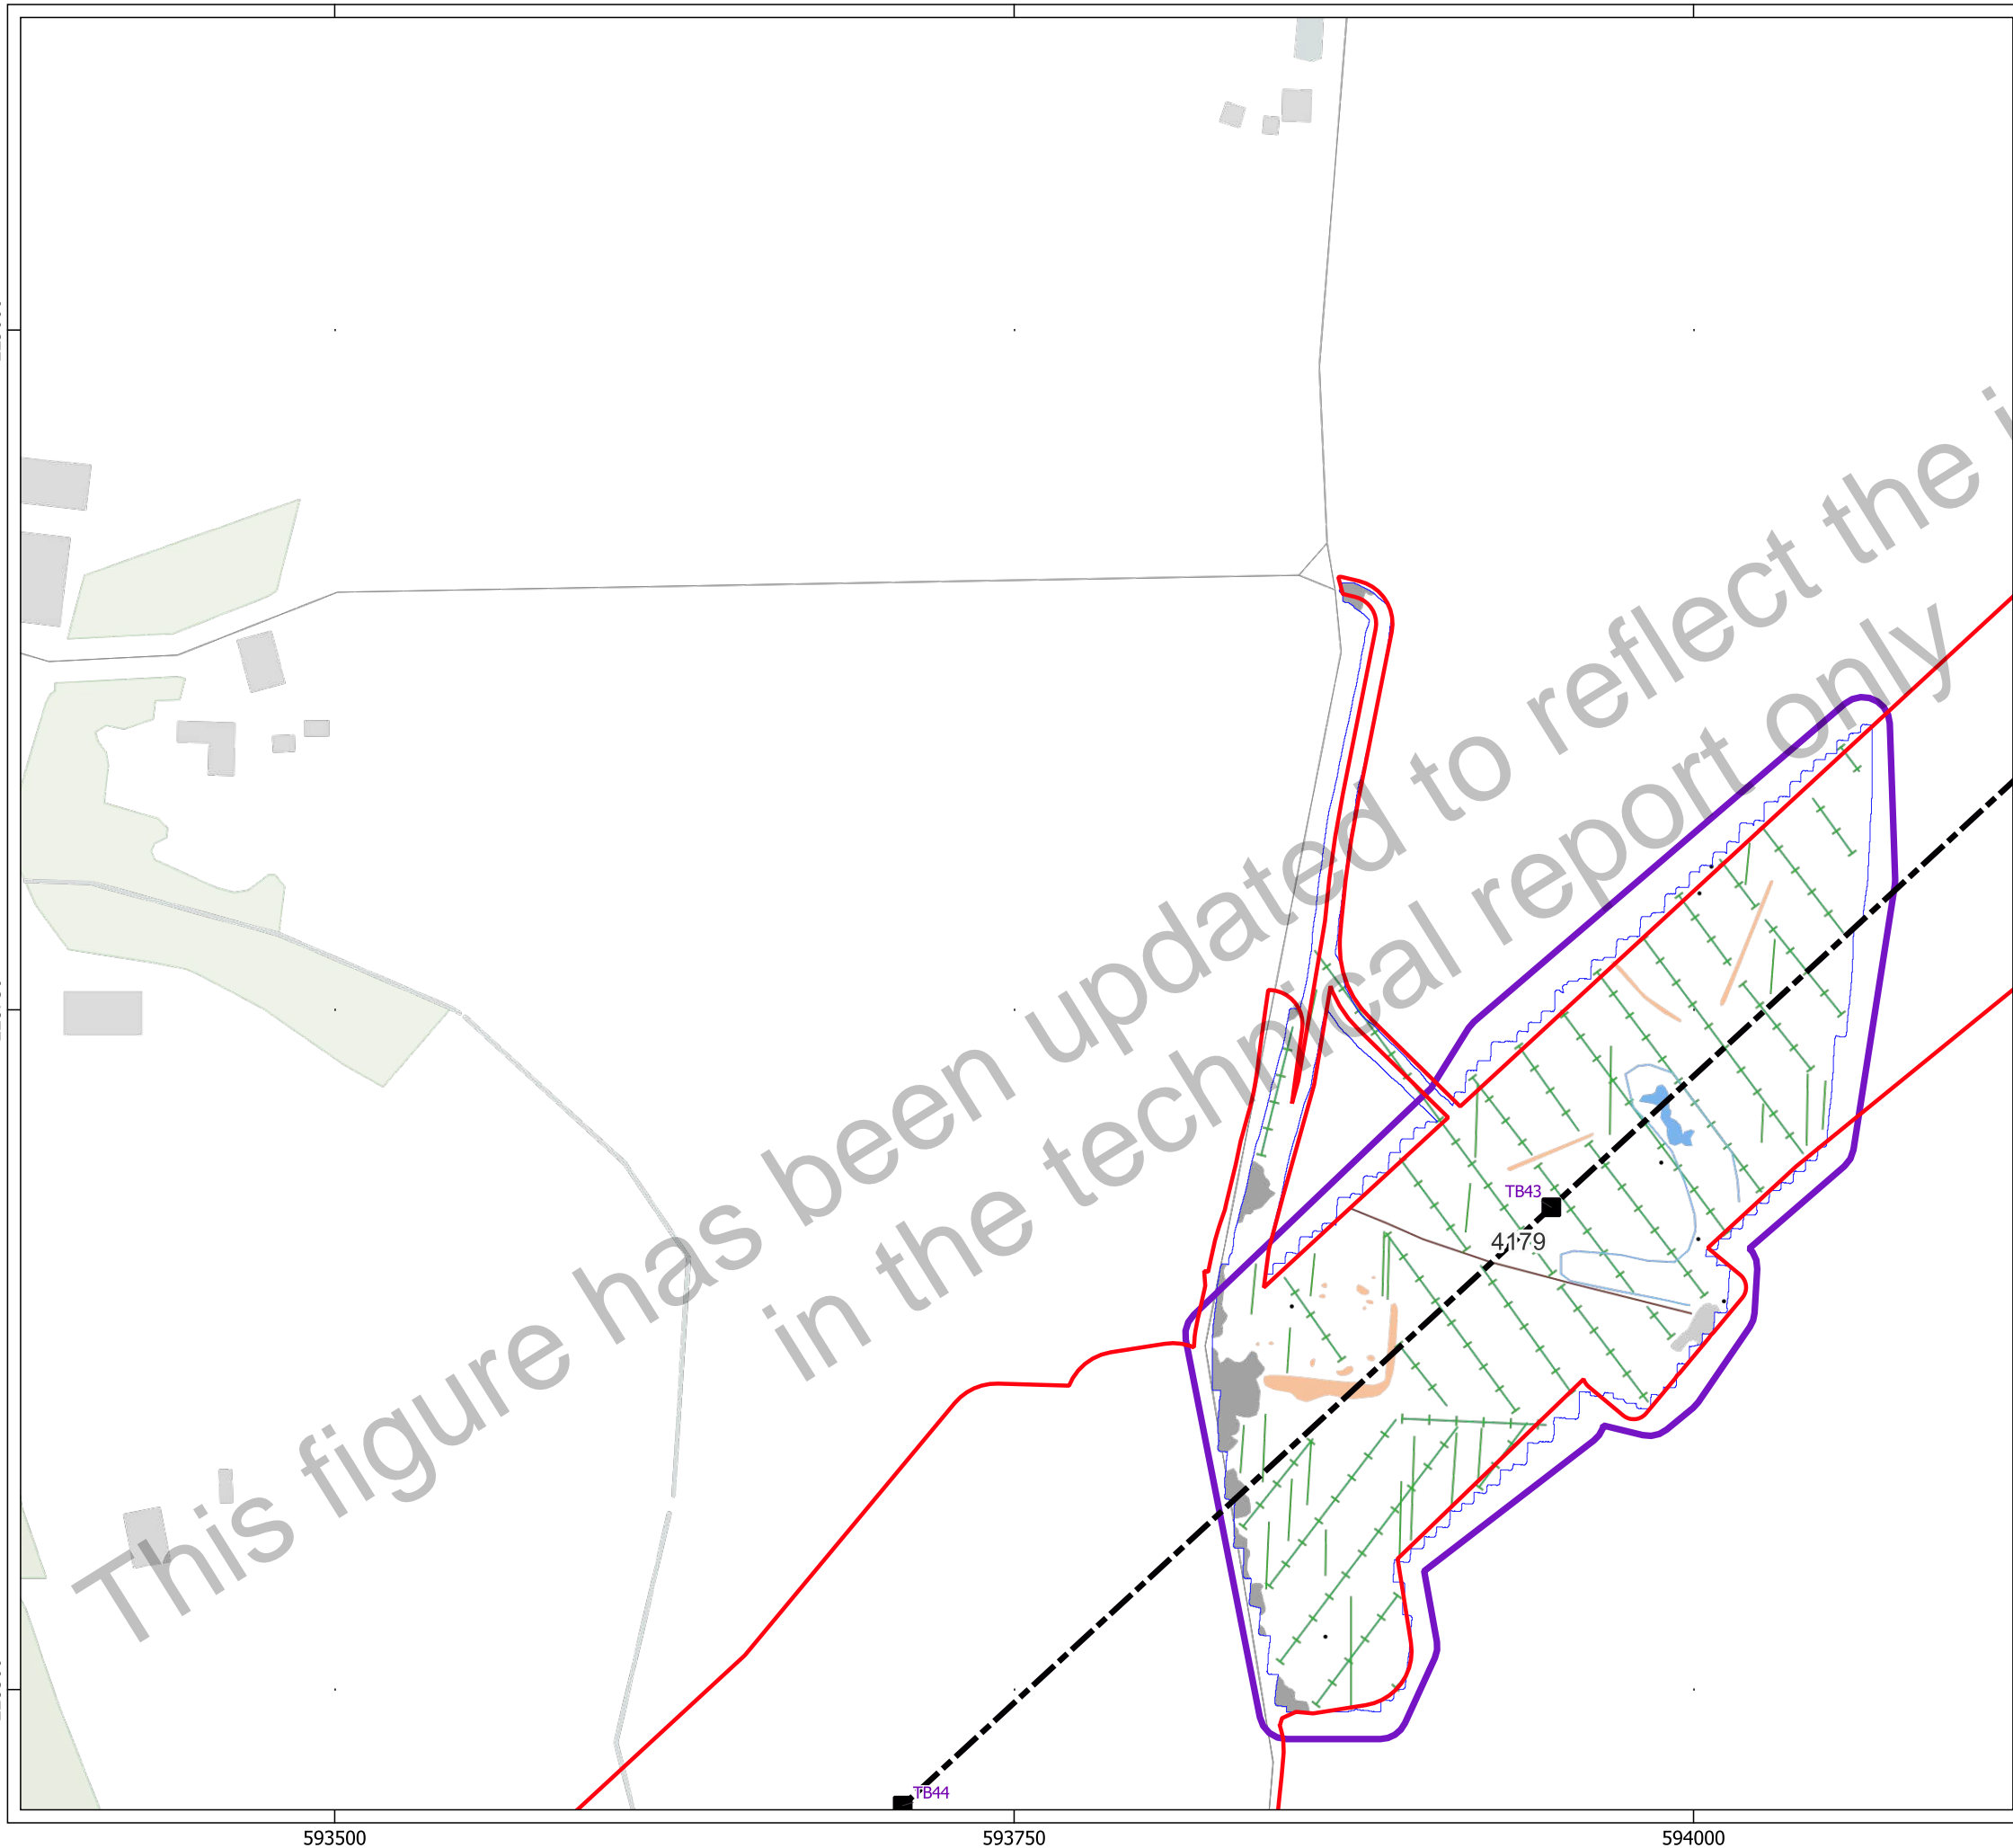 This figure has been updated to reflect the
in the technical report only
TB43
4179
TB44
593500
593750
594000